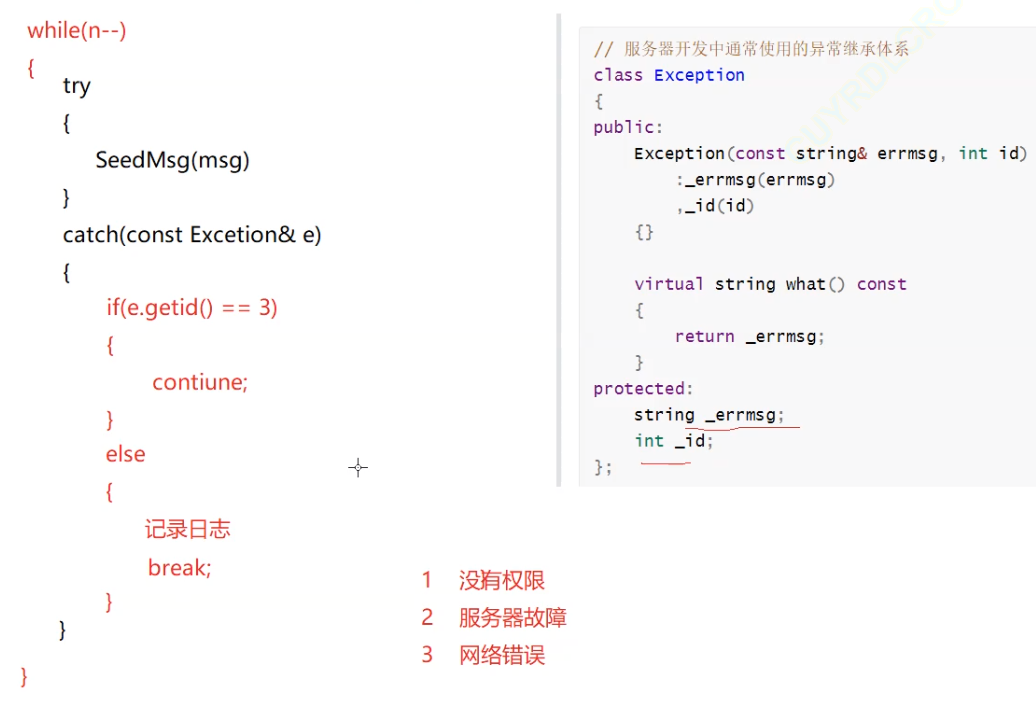 while(n--)
{
try
{
SeedMsg(msg)
}
catch(const Excetion& e)
{
if(e.getid() == 3)
{
contiune;
}
else
{
记录日志
break;
}
}
}
// 服务器开发中通常使用的异常继承体系
class Exception
{
public:
Exception(const string& errmsg, int id)
:_errmsg(errmsg)
,_id(id)
{}
virtual string what() const
{
return _errmsg;
}
protected:
string _errmsg;
int _id;
};
1 没有权限
2 服务器故障
3 网络错误